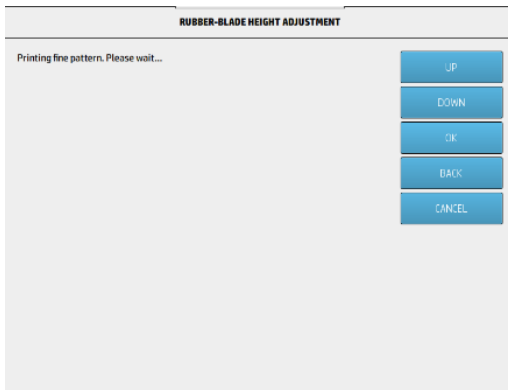 RUBBER-BLADE HEIGHT ADJUSTMENT
Printing fine pattern. Please wait...
UP
DOWN
OK
BACK
CANCEL